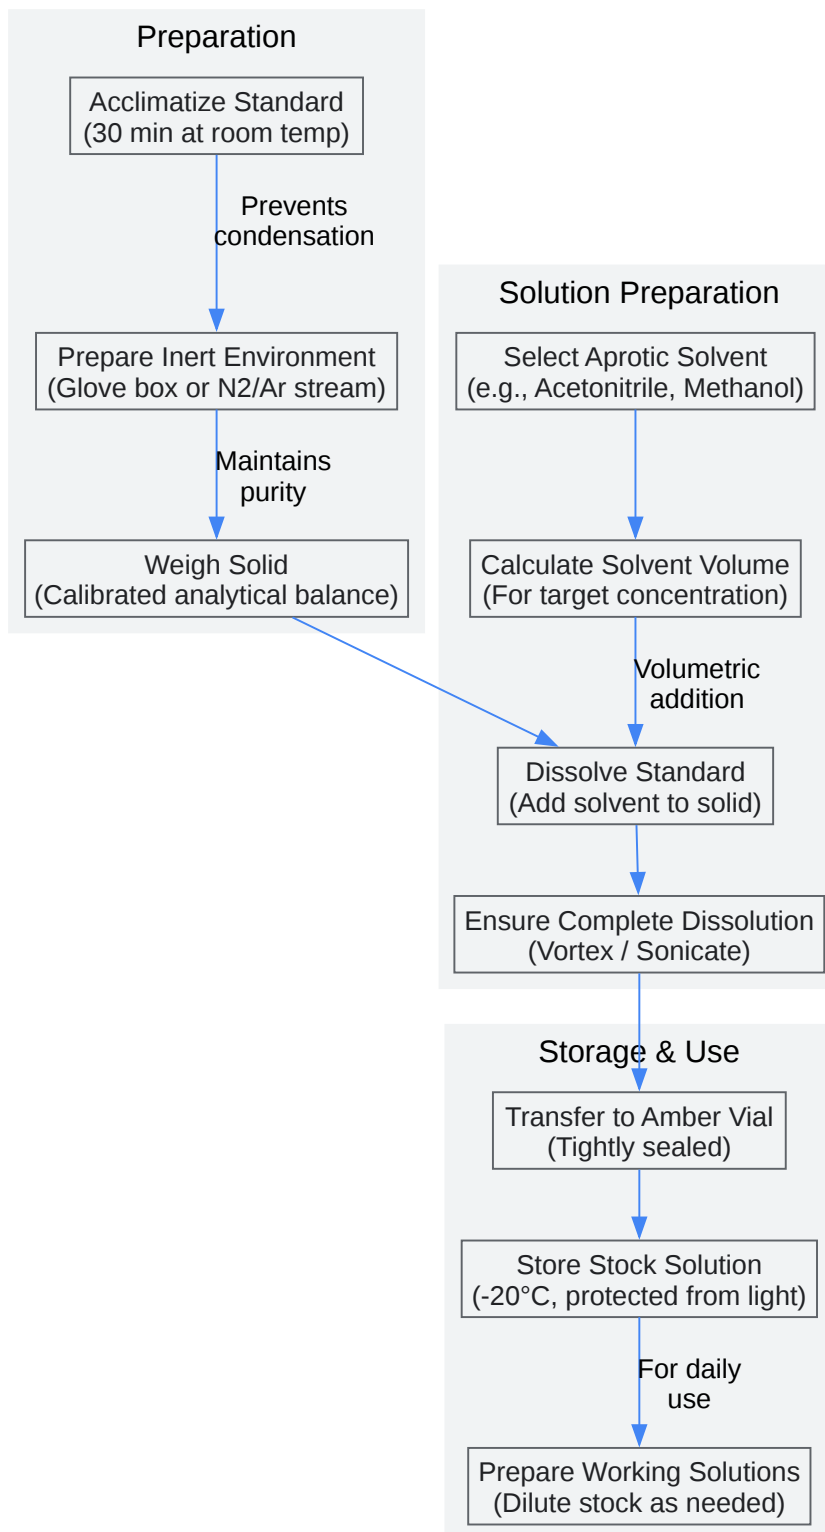 Preparation
Acclimatize Standard
(30 min at room temp)
Prevents
condensation
Prepare Inert Environment
(Glove box or N2/Ar stream)
Maintains
purity
Weigh Solid
(Calibrated analytical balance)
Solution Preparation
Select Aprotic Solvent
(e.g., Acetonitrile, Methanol)
Calculate Solvent Volume
(For target concentration)
Volumetric
addition
Dissolve Standard
(Add solvent to solid)
Ensure Complete Dissolution
(Vortex / Sonicate)
Storage & Use
Transfer to Amber Vial
(Tightly sealed)
Store Stock Solution
(-20°C, protected from light)
For daily
use
Prepare Working Solutions
(Dilute stock as needed)